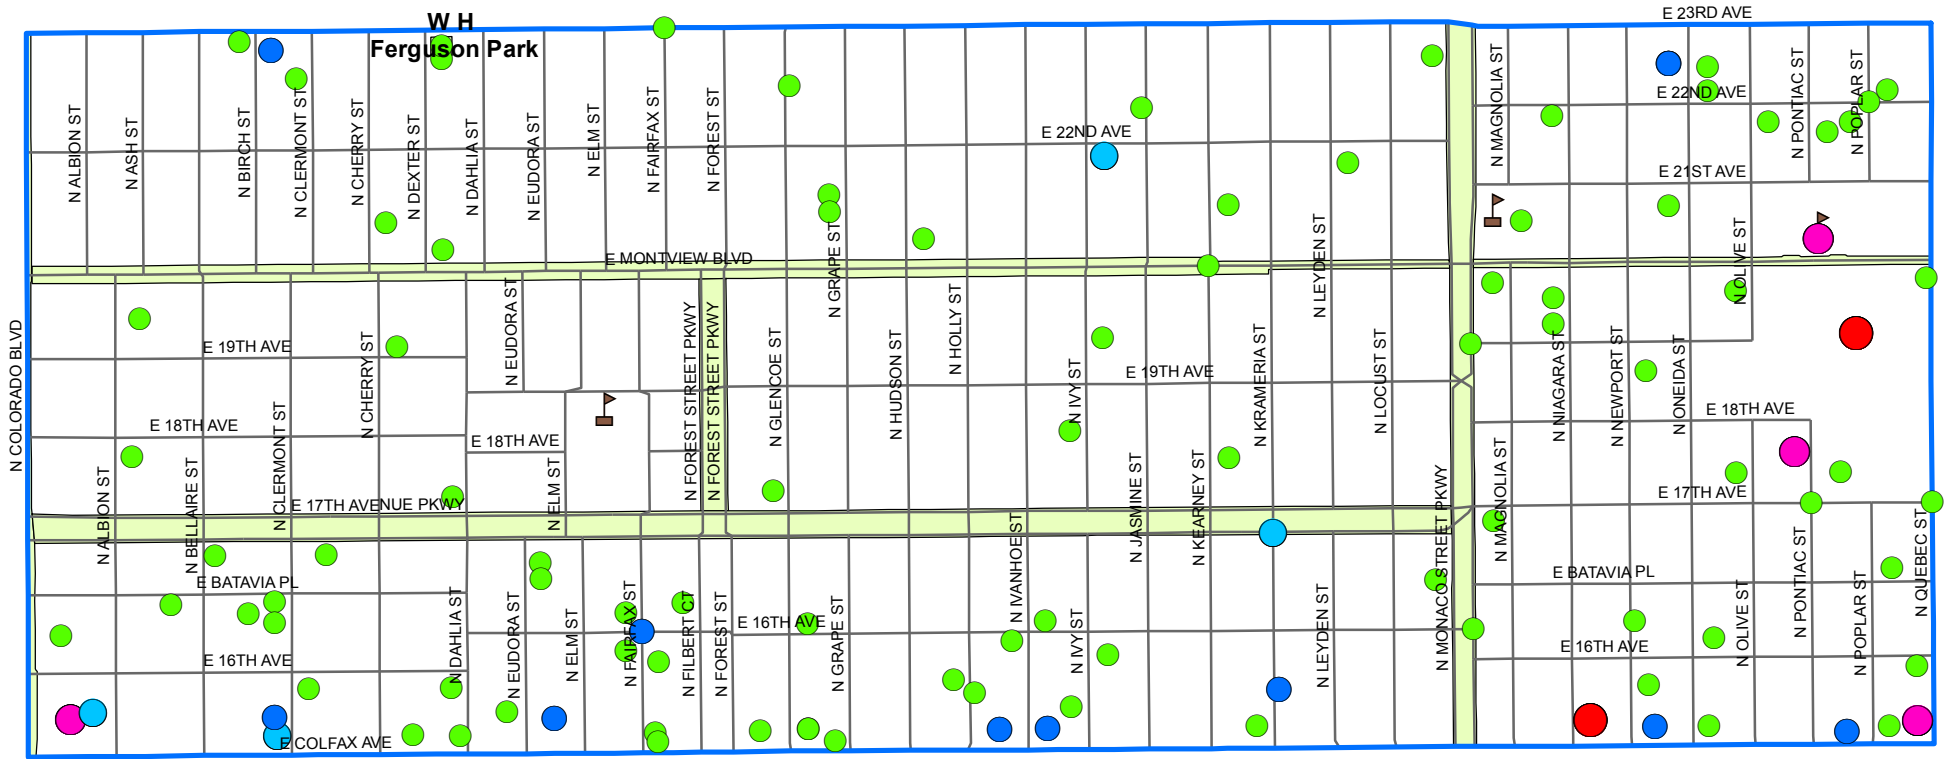 W H
Ferguson Park
E 23RD AVE
N ALBION ST
N ASH ST
N BIRCH ST
N CLERMONT ST
N CHERRY ST
N DEXTER ST
N DAHLIA ST
N EUDORA ST
N ELM ST
N FAIRFAX ST
N FOREST ST
E 22ND AVE
N MAGNOLIA ST
E 22ND AVE
N PONTIAC ST
N POPLAR ST
E 21ST AVE
N GRAPE ST
N LEYDEN ST
N OLIVE ST
E MONTVIEW BLVD
N COLORADO BLVD
E 19TH AVE
N CHERRY ST
N EUDORA ST
N FOREST STREET PKWY
N FOREST STREET PKWY
N GLENCOE ST
N HUDSON ST
N HOLLY ST
N IVY ST
E 19TH AVE
N KRAMERIA ST
N LOCUST ST
N NIAGARA ST
N NEWPORT ST
N ONEIDA ST
E 18TH AVE
E 18TH AVE
E 18TH AVE
N ALBION ST
N BELLAIRE ST
N CLERMONT ST
E 17TH AVENUE PKWY
N ELM ST
N JASMINE ST
N KEARNEY ST
N MONACO STREET PKWY
N MAGNOLIA ST
E 17TH AVE
N PONTIAC ST
N QUEBEC ST
E BATAVIA PL
E BATAVIA PL
N DAHLIA ST
N EUDORA ST
N ELM ST
N FAIRFAX ST
N FILBERT CT
N FOREST ST
E 16TH AVE
N GRAPE ST
N IVANHOE ST
N IVY ST
N LEYDEN ST
E 16TH AVE
N OLIVE ST
N POPLAR ST
E 16TH AVE
E COLFAX AVE